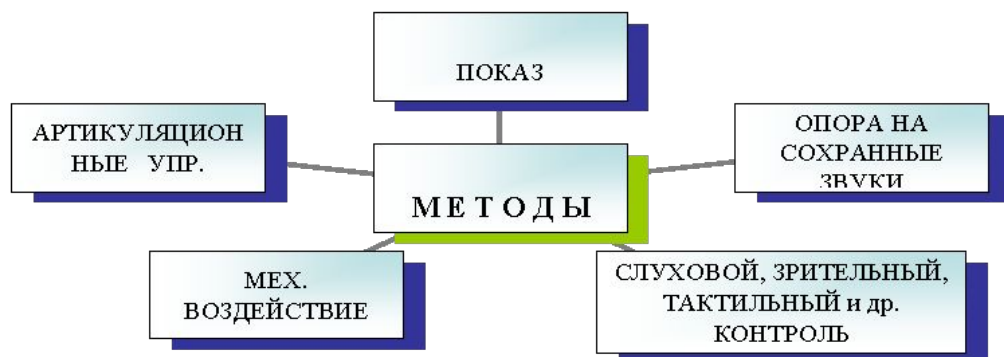 ПОКАЗ
АРТИКУЛЯЦИОН
НЫЕ УПР.
ОПОРА НА
СОХРАННЫЕ
ЗВУКИ
МЕТОДЫ
МЕХ.
ВОЗДЕЙСТВИЕ
СЛУХОВОЙ, ЗРИТЕЛЬНЫЙ,
ТАКТИЛЬНЫЙ и др.
КОНТРОЛЬ